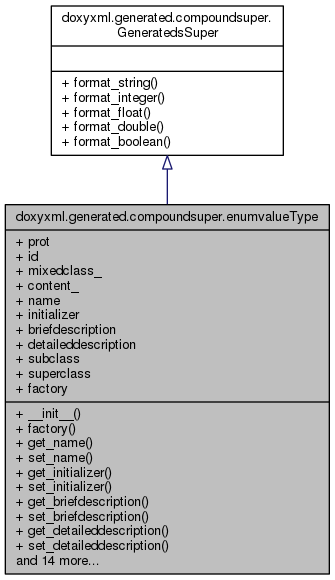 doxyxml.generated.compoundsuper.
GeneratedsSuper
+ format_string()
+ format_integer()
+ format_float()
+ format_double()
+ format_boolean()
doxyxml.generated.compoundsuper.enumvalueType
+ prot
+ id
+ mixedclass_
+ content_
+ name
+ initializer
+ briefdescription
+ detaileddescription
+ subclass
+ superclass
+ factory
+ __init__()
+ factory()
+ get_name()
+ set_name()
+ get_initializer()
+ set_initializer()
+ get_briefdescription()
+ set_briefdescription()
+ get_detaileddescription()
+ set_detaileddescription()
and 14 more...